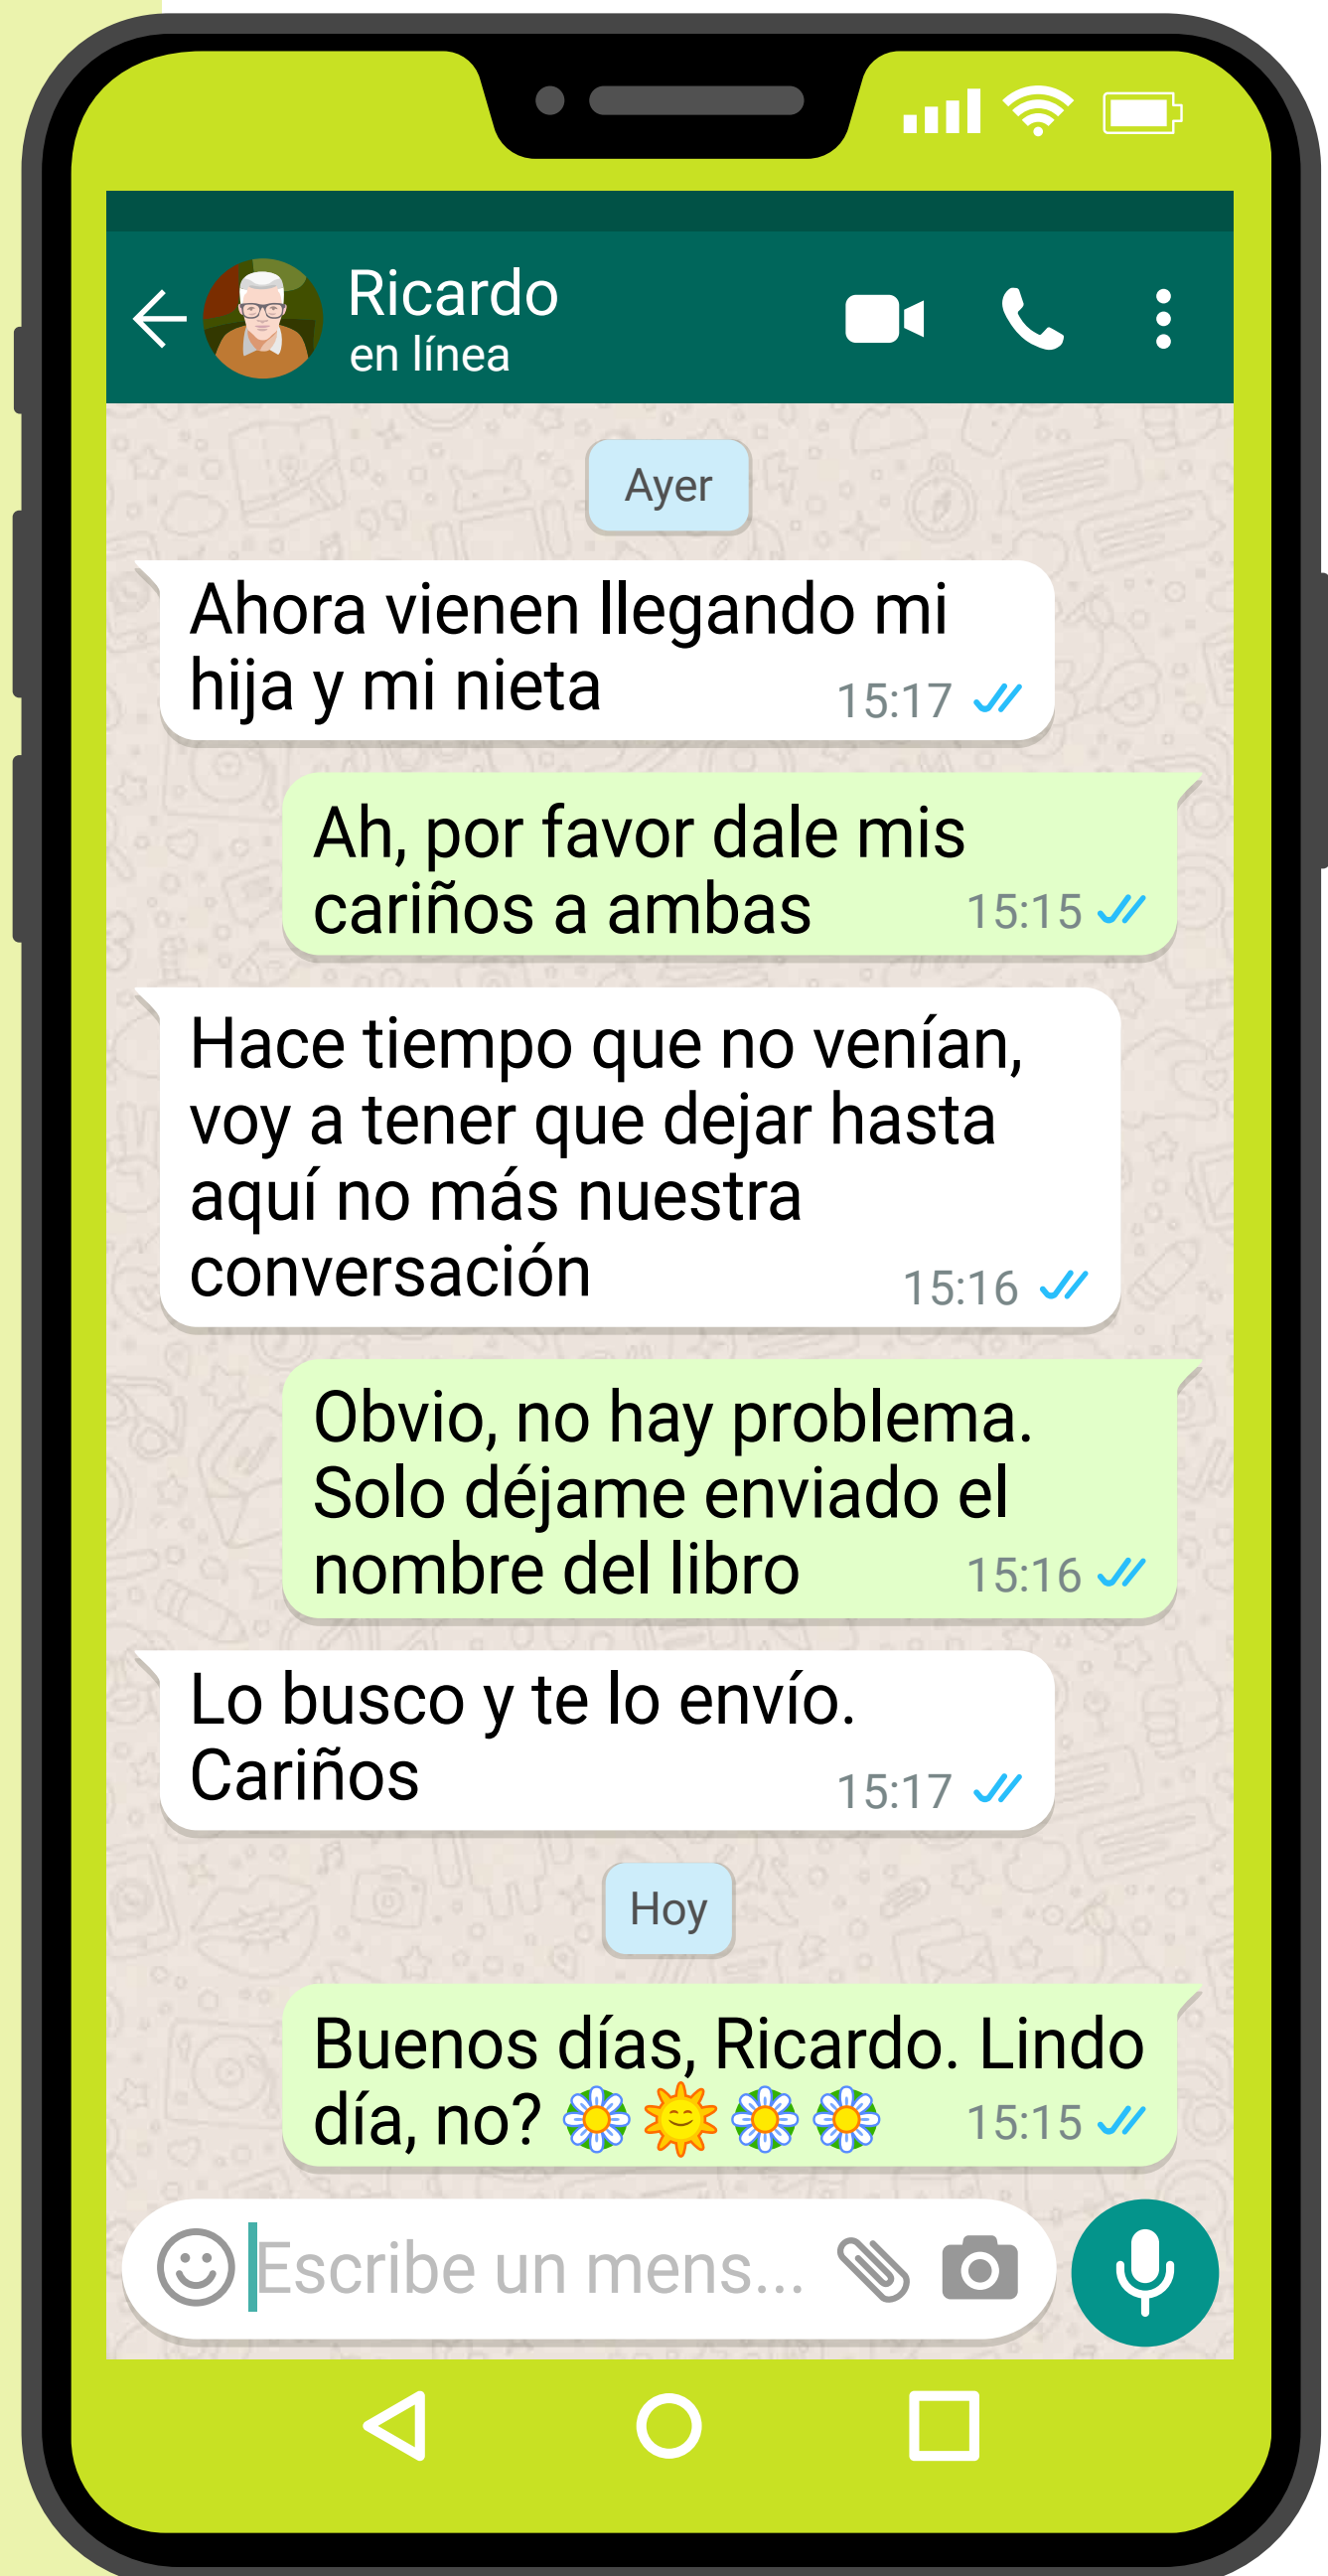 Ricardo
en línea
Ayer
Ahora vienen llegando mi
hija y mi nieta
15:17
Ah, por favor dale mis
cariños a ambas
15:15
Hace tiempo que no venían,
voy a tener que dejar hasta
aquí no más nuestra
conversación
15:16
Obvio, no hay problema.
Solo déjame enviado el
nombre del libro
15:16
Lo busco y te lo envío.
Cariños
15:17
Hoy
Buenos días, Ricardo. Lindo
día, no?
15:15
Escribe un mens...